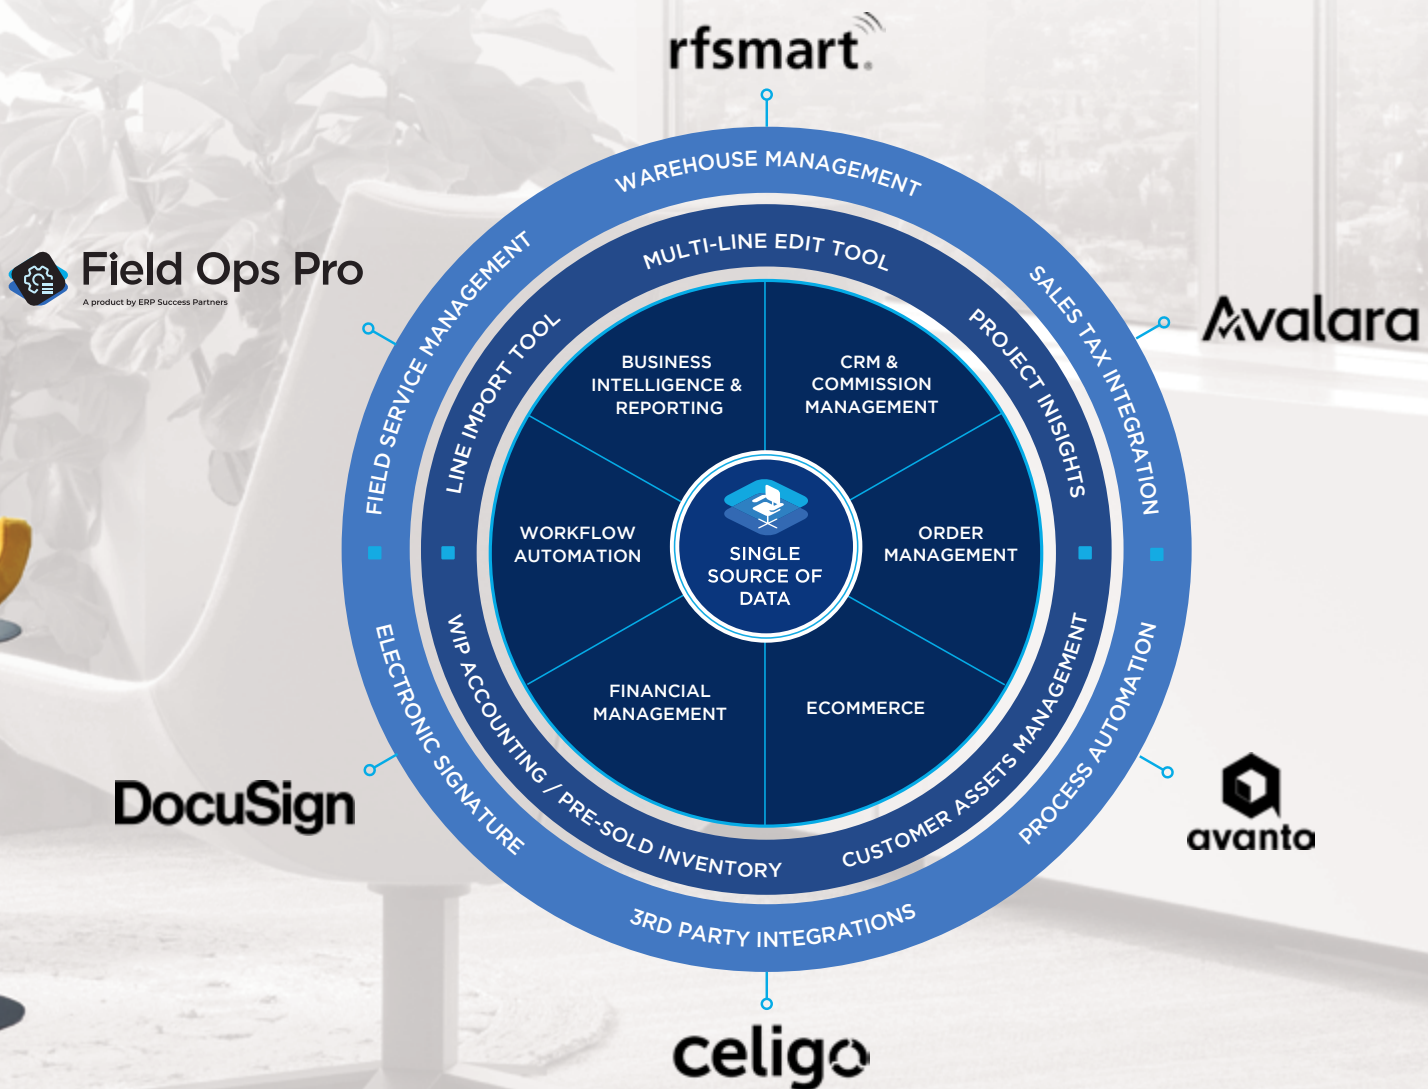 rfsmart
WAREHOUSE MANAGEMENT
Field Ops Pro
A product by ERP Success Partners
FIELD SERVICE MANAGEMENT
SALES TAX INTEGRATION
Avalara
MULTI-LINE EDIT TOOL
LINE IMPORT TOOL
PROJECT INISIGHTS
BUSINESS
INTELLIGENCE &
REPORTING
CRM &
COMMISSION
MANAGEMENT
WORKFLOW
AUTOMATION
SINGLE
SOURCE OF
DATA
ORDER
MANAGEMENT
FINANCIAL
MANAGEMENT
ECOMMERCE
WIP ACCOUNTING / PRE-SOLD INVENTORY
CUSTOMER ASSETS MANAGEMENT
ELECTRONIC SIGNATURE
PROCESS AUTOMATION
DocuSign
avanto
3RD PARTY INTEGRATIONS
celigo